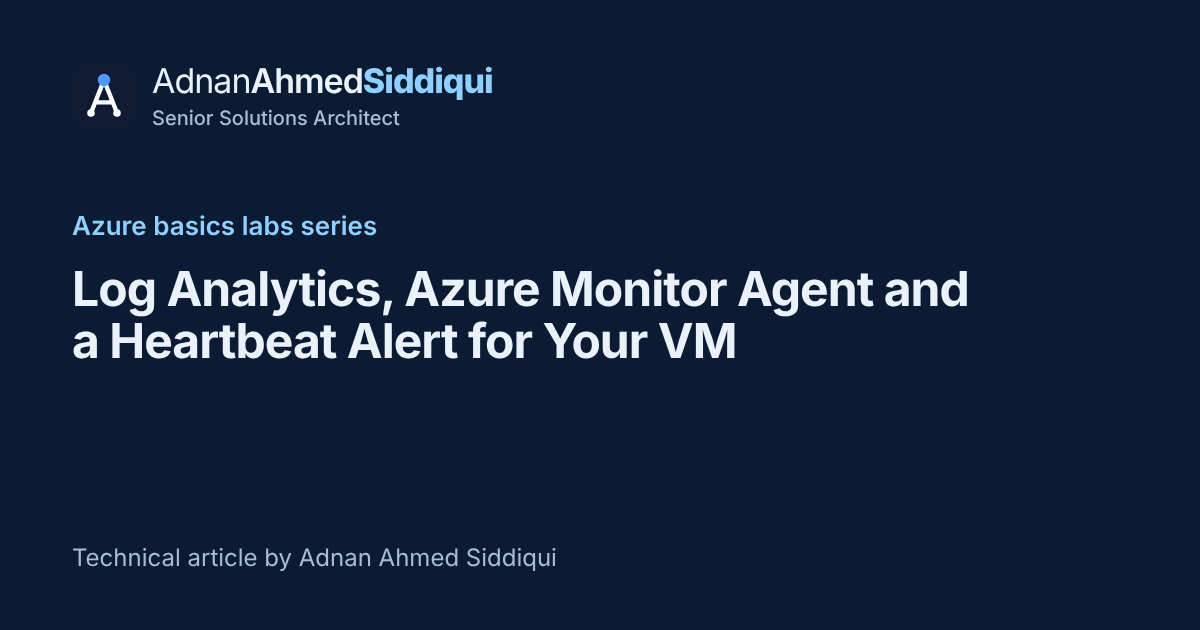 AdnanAhmedSiddiqui
Senior Solutions Architect
Azure basics labs series
Log Analytics, Azure Monitor Agent and
a Heartbeat Alert for Your VM
Technical article by Adnan Ahmed Siddiqui